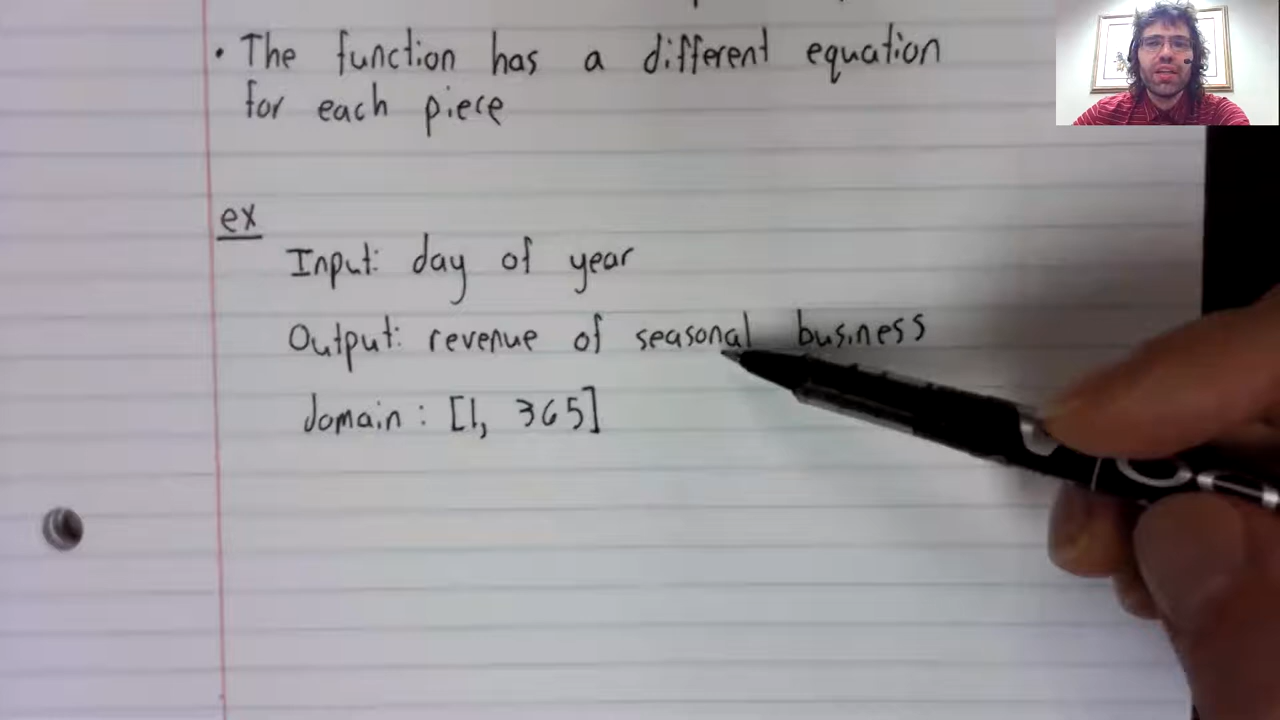 • The function has a different equation
for each piece
ex
Input: day of year
Output: revenue of seasonal business
domain : [1, 365]